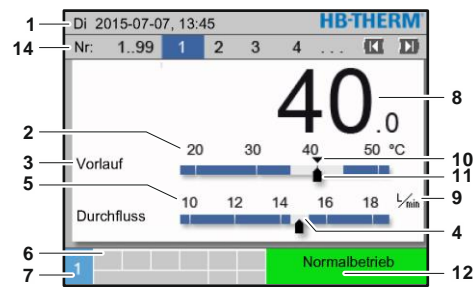 1 Di 2015-07-07, 13:45 HB-THERM
14 Nr: 1..99 1 2 3 4 ...
40.0 8
2 20 30 40 50 °C 10
3 Vorlauf 11
5 10 12 14 16 18 L/min 9
Durchfluss 4
6
7 1 Normalbetrieb 12